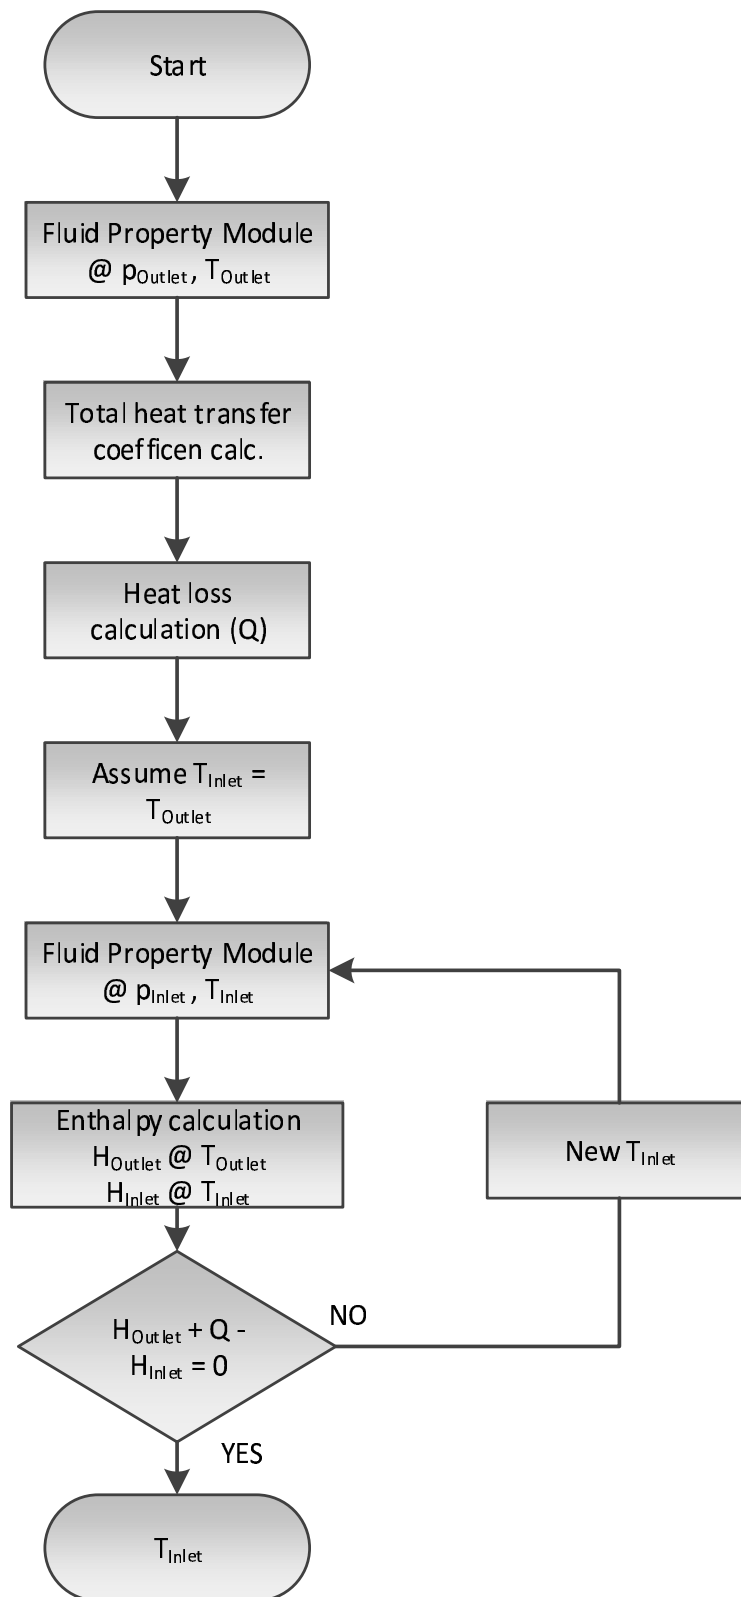 Start
Fluid Property Module
@ pOutlet, TOutlet
Total heat transfer
coefficen calc.
Heat loss
calculation (Q)
Assume TInlet =
TOutlet
Fluid Property Module
@ pInlet, TInlet
Enthalpy calculation
HOutlet @ TOutlet
HInlet @ TInlet
New TInlet
HOutlet + Q -
HInlet = 0
NO
YES
TInlet